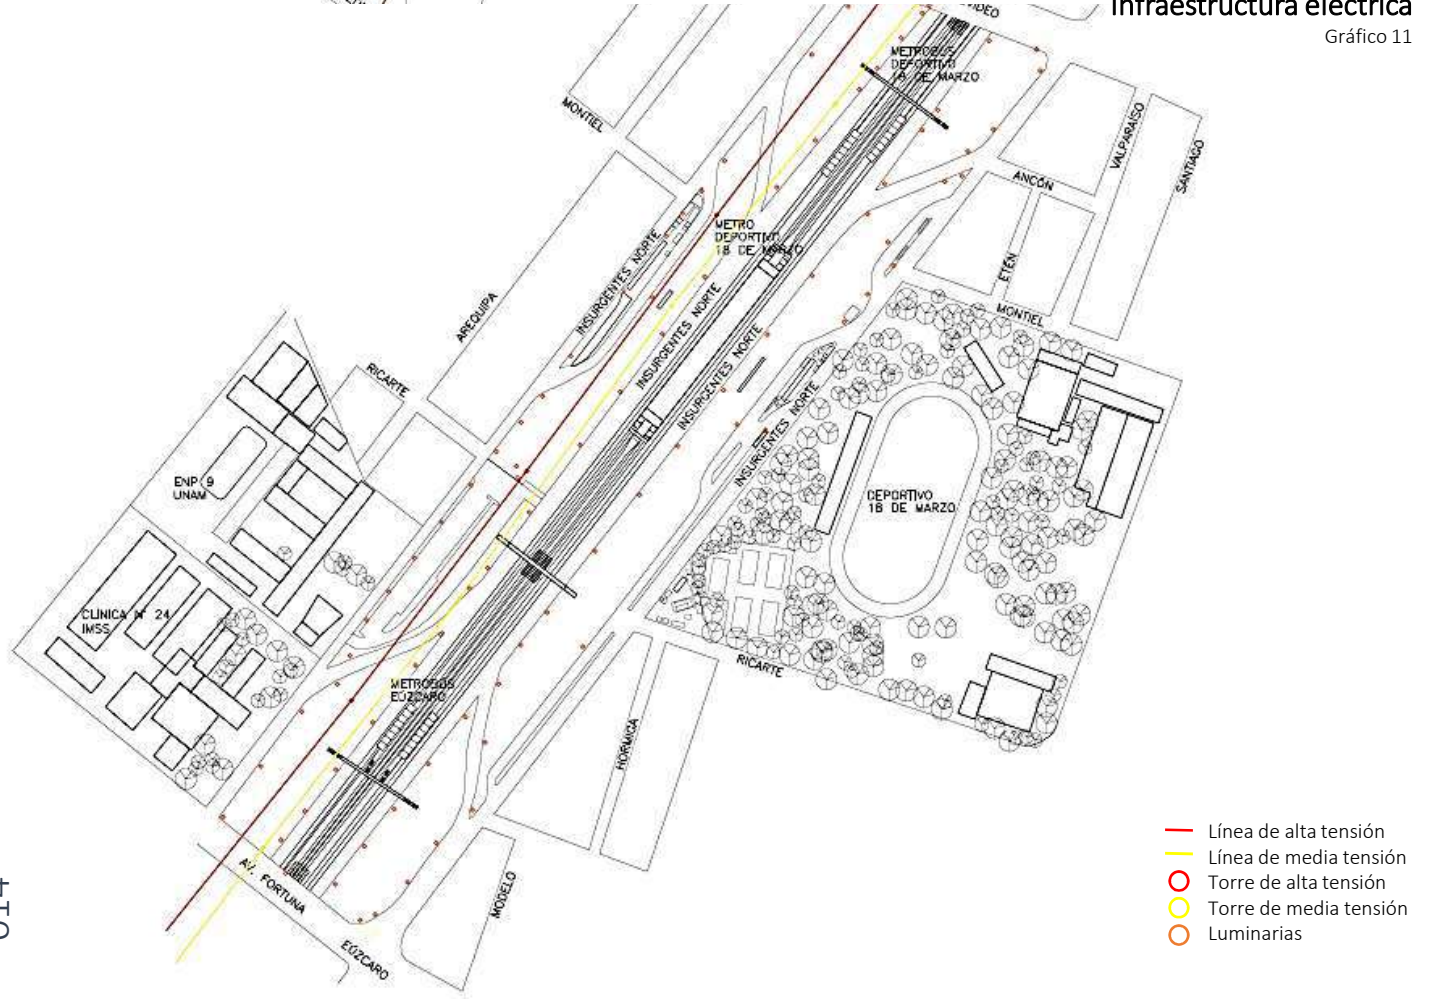 Infraestructura eléctrica
Gráfico 11
METROBUS
DEPORTIVO
18 DE MARZO
MONTIEL
VALPARAISO
SANTIAGO
ANCÓN
METRO
DEPORTIVO
18 DE MARZO
INSURGENTES NORTE
ETEN
AREQUIPA
INSURGENTES NORTE
MONTIEL
INSURGENTES NORTE
RICARTE
INSURGENTES NORTE
ENP 9
UNAM
DEPORTIVO
18 DE MARZO
CLINICA Nº 24
IMSS
RICARTE
METROBUS
EUZCARO
HORMIGA
AV. FORTUNA
MODELO
EÚZCARO
014
Línea de alta tensión
Línea de media tensión
Torre de alta tensión
Torre de media tensión
Luminarias